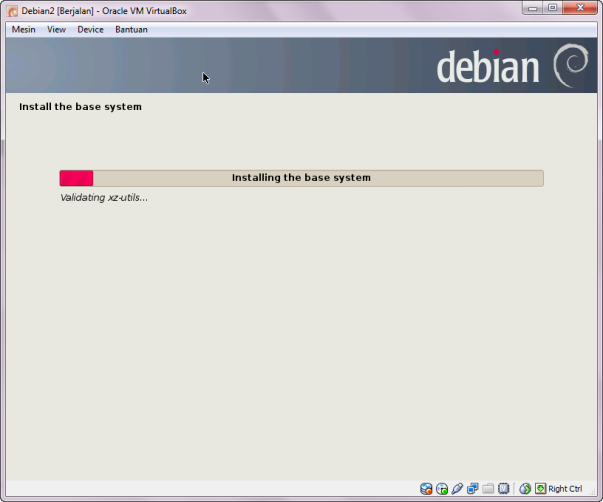 Debian2 [Berjalan] - Oracle VM VirtualBox
Mesin View Device Bantuan
debian
Install the base system
Installing the base system
Validating xz-utils...
Right Ctrl